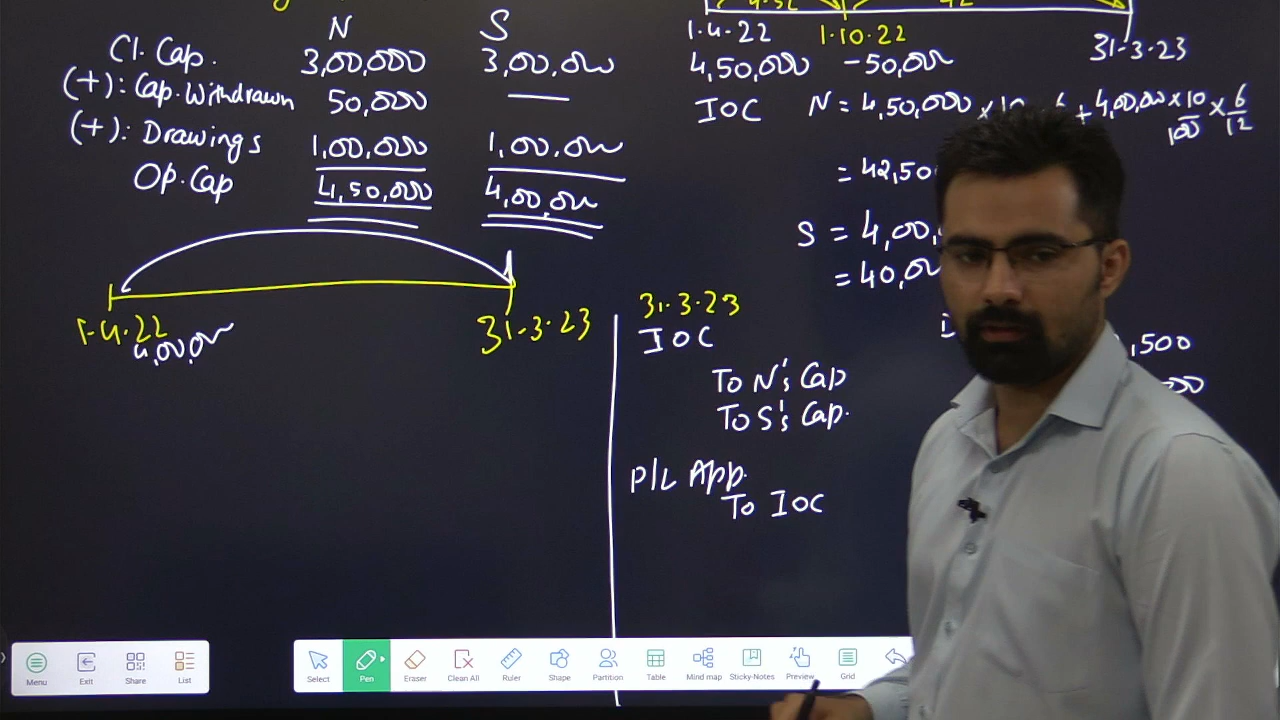 N S
Cl. Cap. 3,00,000 3,00,000
(+): Cap. Withdrawn 50,000 —
(+): Drawings 1,00,000 1,00,000
Op. Cap 4,50,000 4,00,000
1.4.22 31.3.23
4,00,000
1.4.22 1.10.22 31.3.23
4,50,000 -50,000
IOC N = 4,50,000 × 10 6 + 4,00,000 × 10/100 × 6/12
= 42,50
S = 4,00,
= 40,00
31.3.23
IOC ,500
To N's Cap
To S's Cap.
P/L App.
To IOC
Menu Exit Share List Select Pen Eraser Clean All Ruler Shape Partition Table Mind map Sticky-Notes Preview Grid